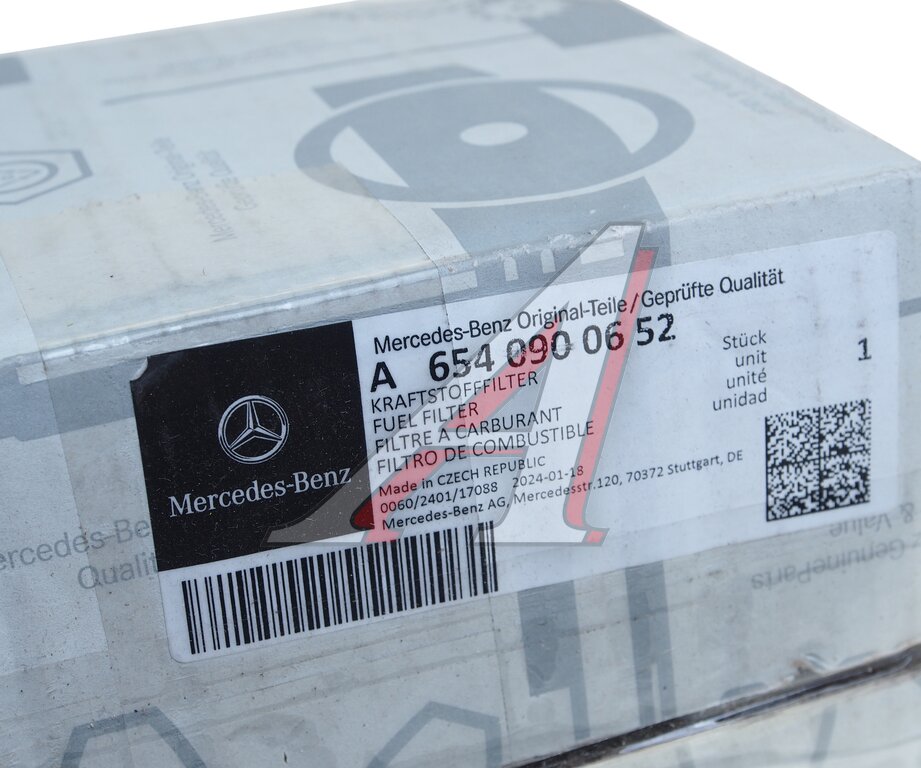 Mercedes-Benz Original-Teile/Geprüfte Qualität
A 654 090 06 52
KRAFTSTOFFFILTER
FUEL FILTER
FILTRE A CARBURANT
FILTRO DE COMBUSTIBLE
Made in CZECH REPUBLIC
0060/2401/17088 2024-01-18
Mercedes-Benz AG, Mercedesstr.120, 70372 Stuttgart, DE
Stück 1
unit
unité
unidad
Mercedes-Benz
& Value
GenuineParts